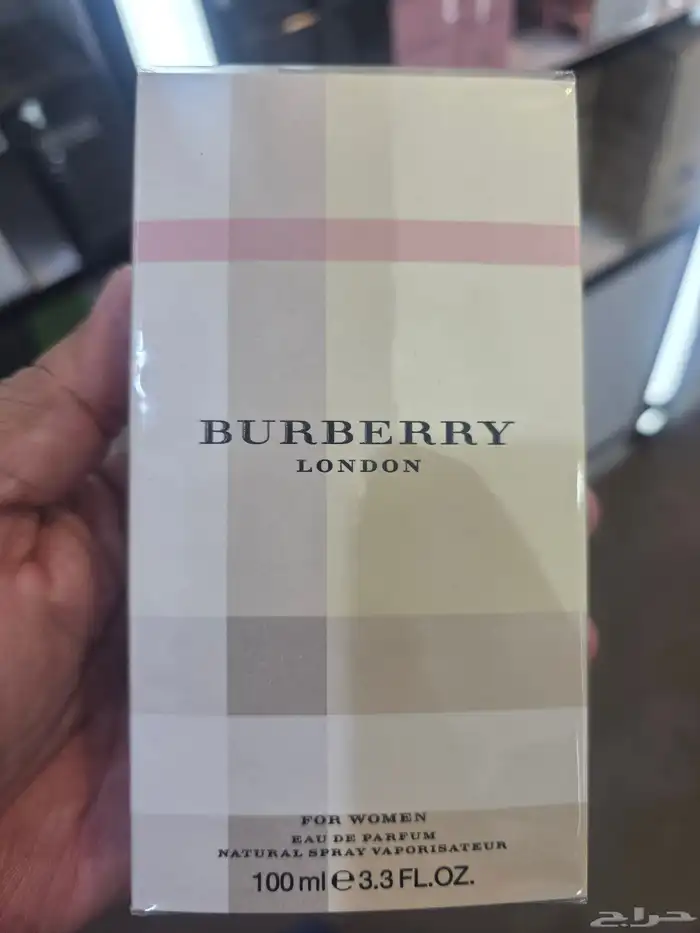 BURBERRY
LONDON
FOR WOMEN
EAU DE PARFUM
NATURAL SPRAY VAPORISATEUR
100 ml ℮ 3.3 FL.OZ.
حراج